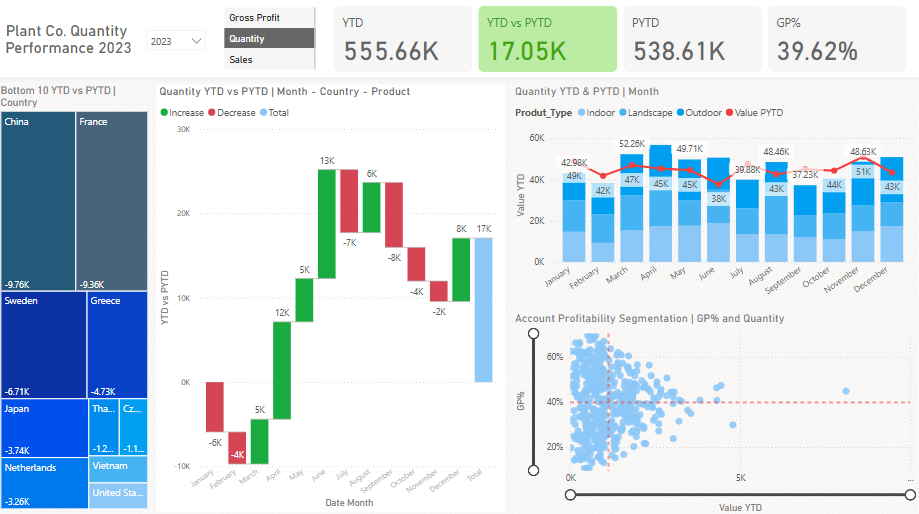 Plant Co. Quantity
Performance 2023
2023
Gross Profit
Quantity
Sales
YTD
555.66K
YTD vs PYTD
17.05K
PYTD
538.61K
GP%
39.62%
Bottom 10 YTD vs PYTD |
Country
China
-9.76K
France
-9.36K
Sweden
-6.71K
Greece
-4.73K
Japan
-3.74K
Tha...
-1.2...
Cz...
-1.1...
Netherlands
-3.26K
Vietnam
United Sta...
Quantity YTD vs PYTD | Month - Country - Product
Increase Decrease Total
YTD vs PYTD
30K
20K
10K
0K
-10K
-6K
-4K
5K
12K
5K
13K
-7K
6K
-8K
-4K
-2K
8K
17K
January
February
March
April
May
June
July
August
September
October
November
December
Total
Date Month
Quantity YTD & PYTD | Month
Produt_Type Indoor Landscape Outdoor Value PYTD
Value YTD
60K
40K
20K
0K
42.98K
52.26K
49.71K
39.88K
48.46K
37.23K
48.63K
49K
42K
47K
45K
45K
38K
43K
44K
51K
43K
January
February
March
April
May
June
July
August
September
October
November
December
Account Profitability Segmentation | GP% and Quantity
GP%
60%
40%
20%
0K
5K
...
Value YTD